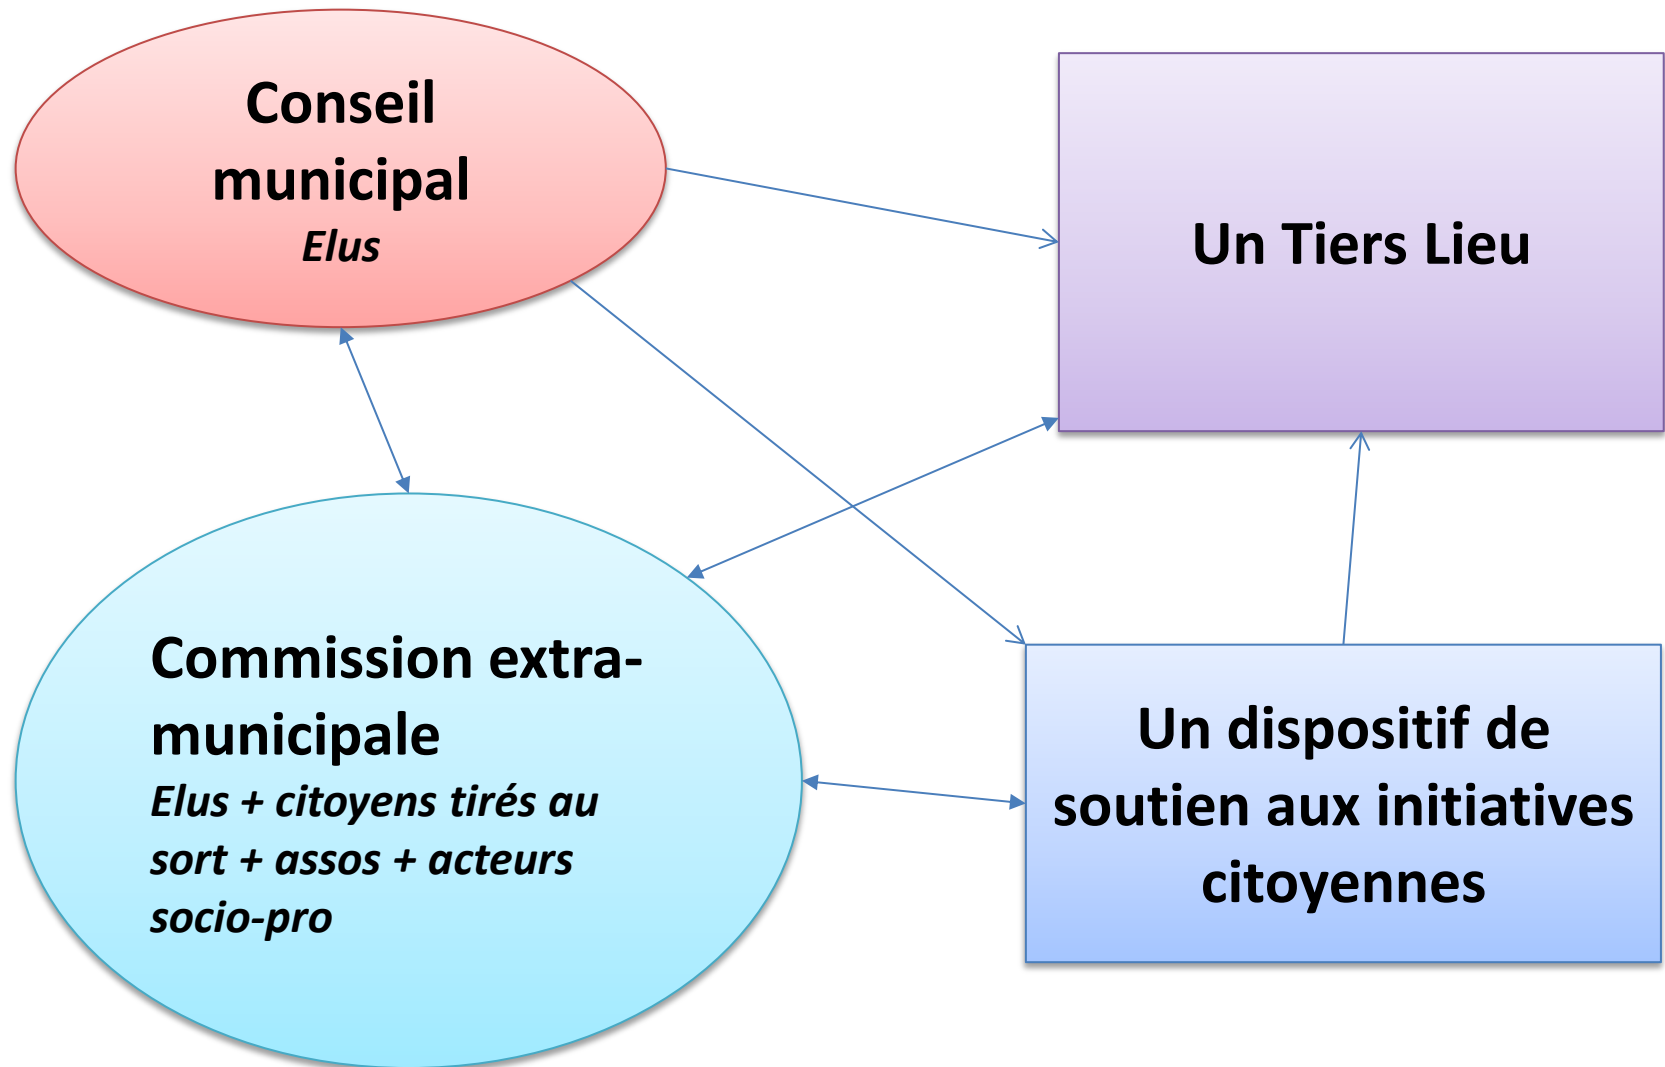 Conseil
municipal
Elus
Un Tiers Lieu
Commission extra-
municipale
Elus + citoyens tirés au
sort + assos + acteurs
socio-pro
Un dispositif de
soutien aux initiatives
citoyennes